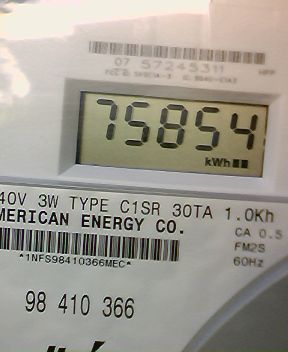 07 57245311
75854
kWh
40V 3W TYPE C1SR 30TA 1.0Kh
MERICAN ENERGY CO.
CA 0.5
FM2S
60Hz
*1NFS98410366MEC*
98 410 366